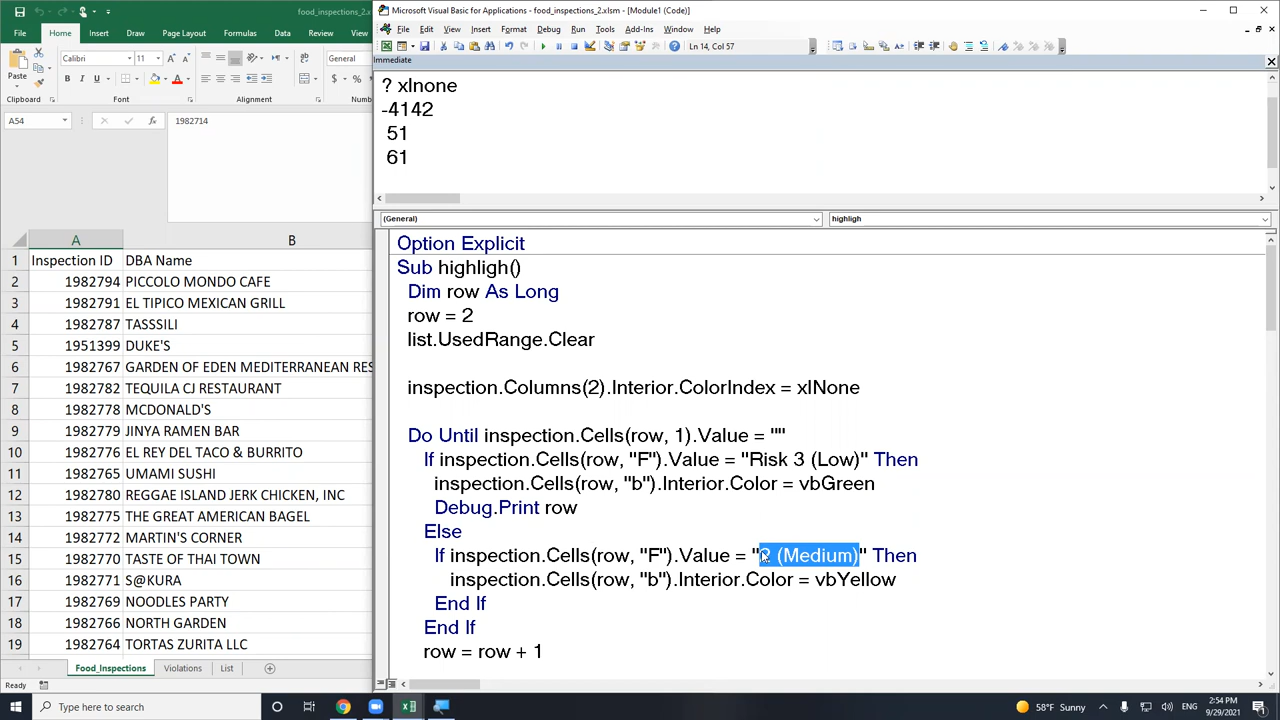 food_inspections_2.xlsm
Microsoft Visual Basic for Applications - food_inspections_2.xlsm - [Module1 (Code)]
File Home Insert Draw Page Layout Formulas Data Review View
File Edit View Insert Format Debug Run Tools Add-Ins Window Help
Ln 14, Col 57
Paste
Calibri 11
B I U
General
$ %
Clipboard Font Alignment
Immediate
? xlnone
-4142
51
61
A54
fx
1982714
(General) highligh
A B
1 Inspection ID DBA Name
2 1982794 PICCOLO MONDO CAFE
3 1982791 EL TIPICO MEXICAN GRILL
4 1982787 TASSSILI
5 1951399 DUKE'S
6 1982767 GARDEN OF EDEN MEDITERRANEAN RES
7 1982782 TEQUILA CJ RESTAURANT
8 1982778 MCDONALD'S
9 1982779 JINYA RAMEN BAR
10 1982776 EL REY DEL TACO & BURRITO
11 1982765 UMAMI SUSHI
12 1982780 REGGAE ISLAND JERK CHICKEN, INC
13 1982775 THE GREAT AMERICAN BAGEL
14 1982772 MARTIN'S CORNER
15 1982770 TASTE OF THAI TOWN
16 1982771 S@KURA
17 1982769 NOODLES PARTY
18 1982766 NORTH GARDEN
19 1982764 TORTAS ZURITA LLC
Option Explicit
Sub highligh()
Dim row As Long
row = 2
list.UsedRange.Clear
inspection.Columns(2).Interior.ColorIndex = xlNone
Do Until inspection.Cells(row, 1).Value = ""
If inspection.Cells(row, "F").Value = "Risk 3 (Low)" Then
inspection.Cells(row, "b").Interior.Color = vbGreen
Debug.Print row
Else
If inspection.Cells(row, "F").Value = "2 (Medium)" Then
inspection.Cells(row, "b").Interior.Color = vbYellow
End If
End If
row = row + 1
Food_Inspections Violations List
Ready
Type here to search
58°F Sunny
ENG
2:54 PM
9/29/2021